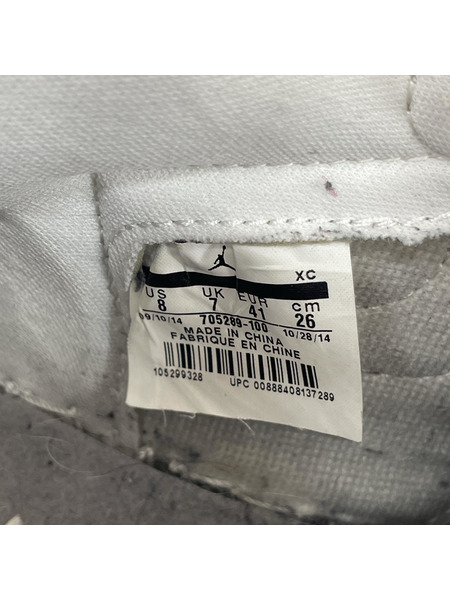 XC
US UK EUR cm
8 7 41 26
09/10/14 705289-100 10/28/14
MADE IN CHINA
FABRIQUE EN CHINE
105299328 UPC 00888408137289